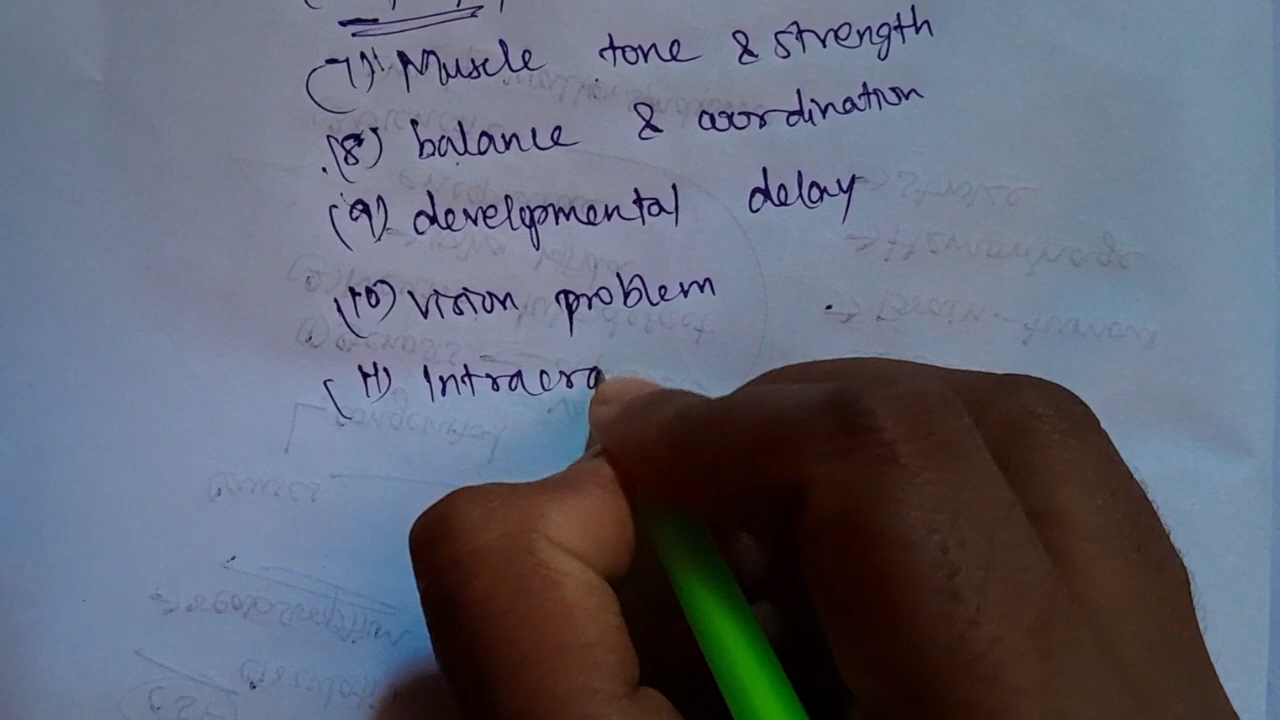 (7) Muscle tone & strength
(8) balance & coordination
(9) developmental delay
(10) vision problem
(11) Intracra